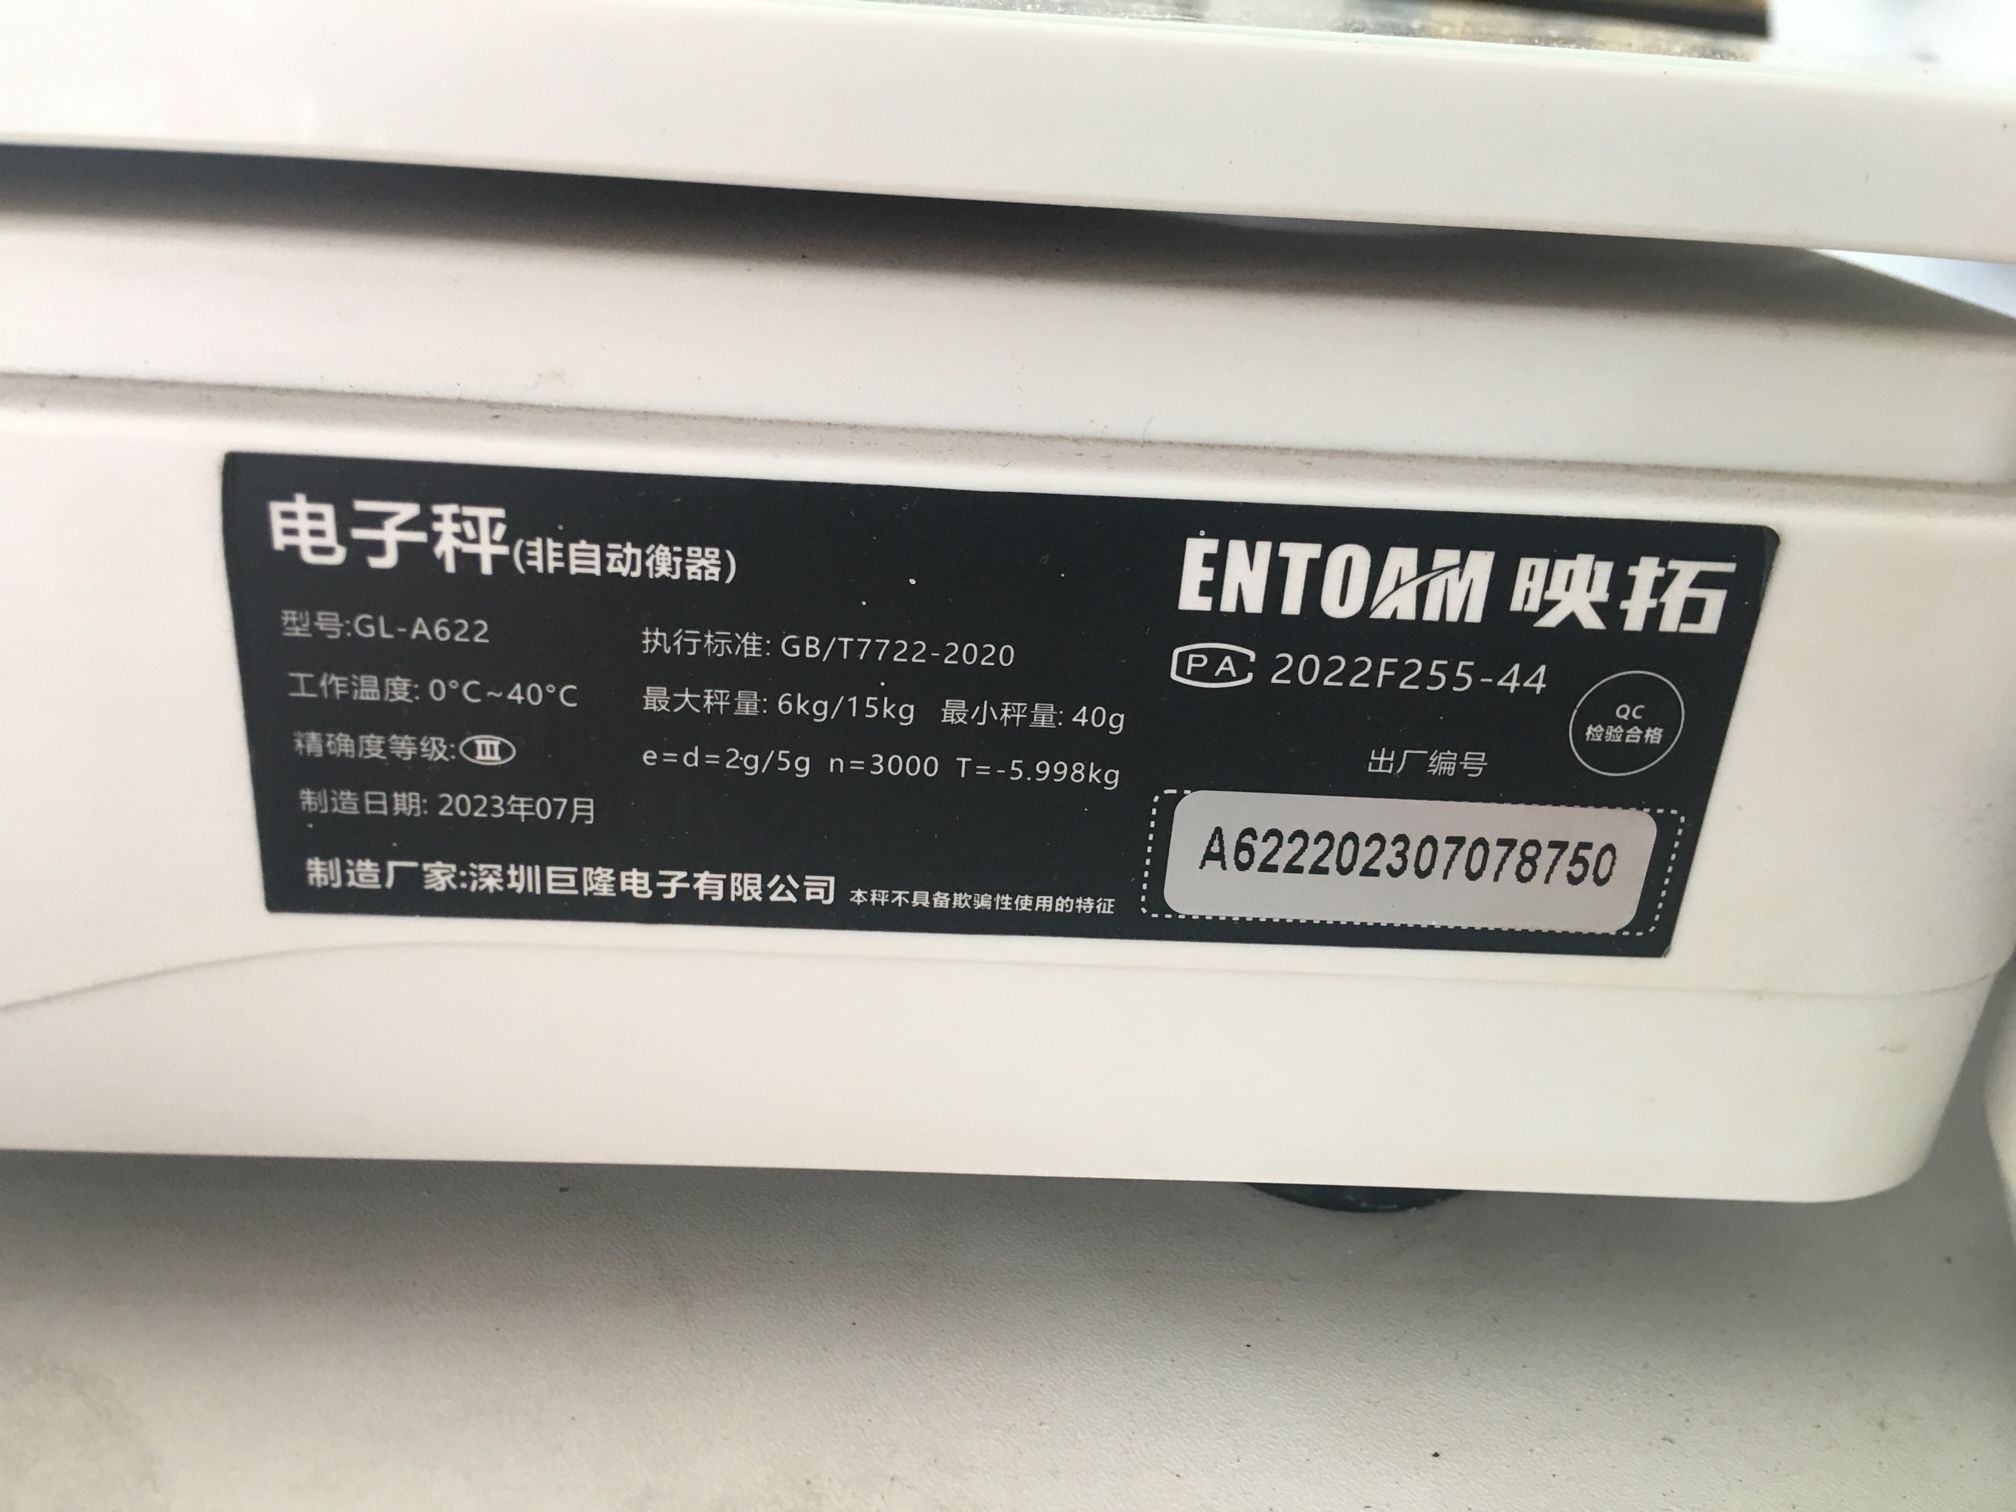 电子秤(非自动衡器)
型号:GL-A622
工作温度: 0°C~40°C
精确度等级:Ⅲ
制造日期: 2023年07月
执行标准: GB/T7722-2020
最大秤量: 6kg/15kg 最小秤量: 40g
e=d=2g/5g n=3000 T=-5.998kg
制造厂家:深圳巨隆电子有限公司 本秤不具备欺骗性使用的特征
ENTOAM 映拓
PA 2022F255-44
QC
检验合格
出厂编号
A622202307078750